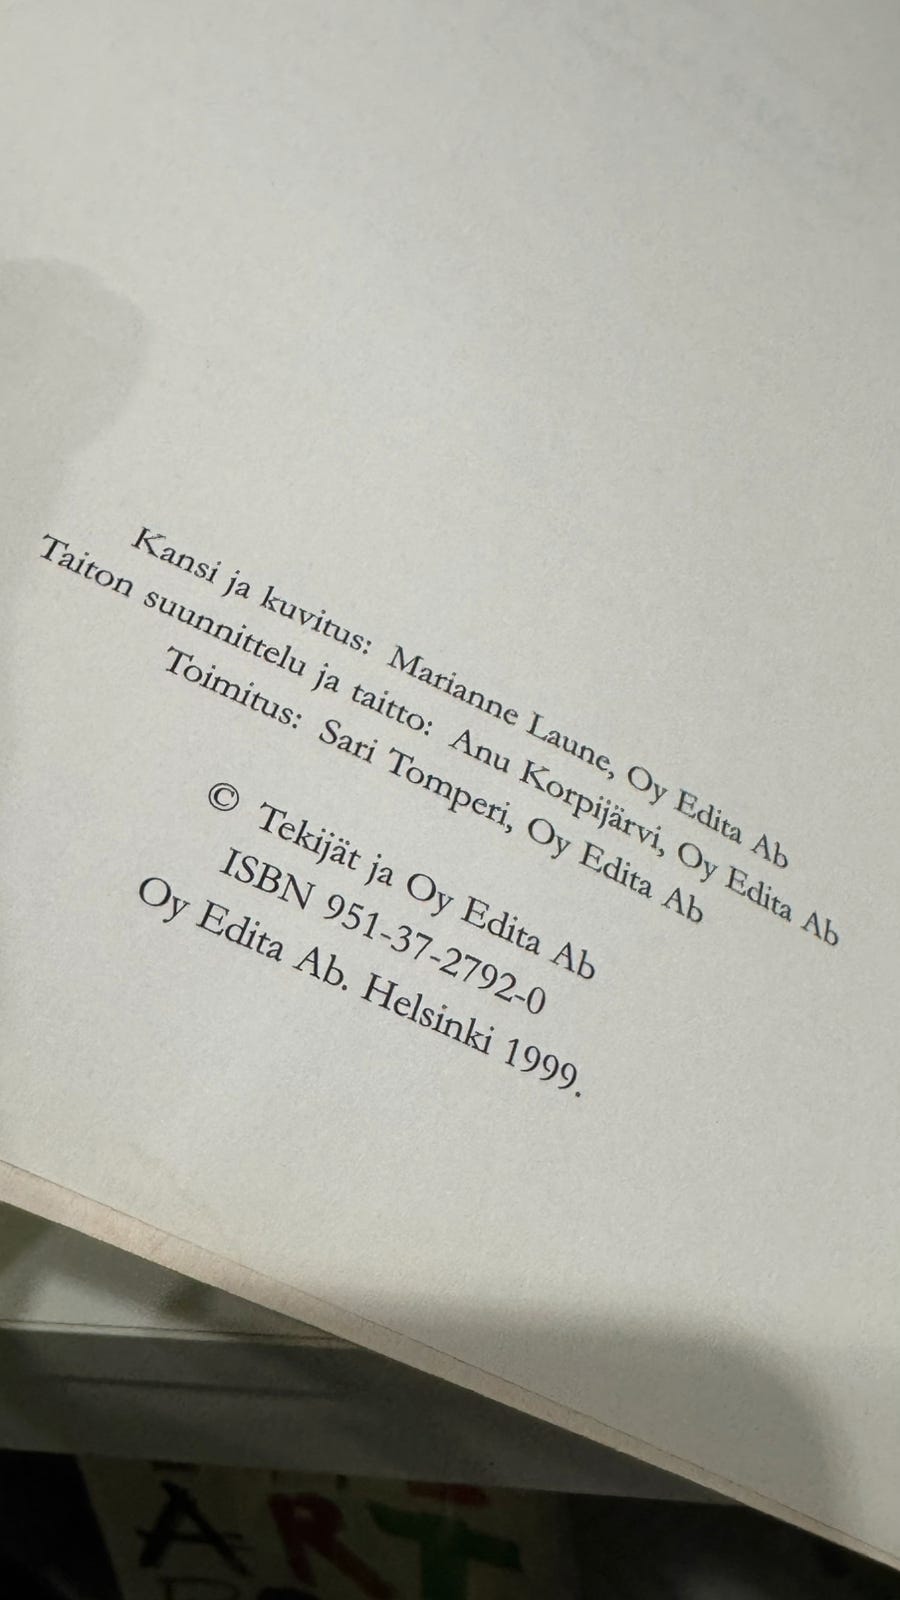 Kansi ja kuvitus: Marianne Laune, Oy Edita Ab
Taiton suunnittelu ja taitto: Anu Korpijärvi, Oy Edita Ab
Toimitus: Sari Tomperi, Oy Edita Ab
© Tekijät ja Oy Edita Ab
ISBN 951-37-2792-0
Oy Edita Ab. Helsinki 1999.
ART